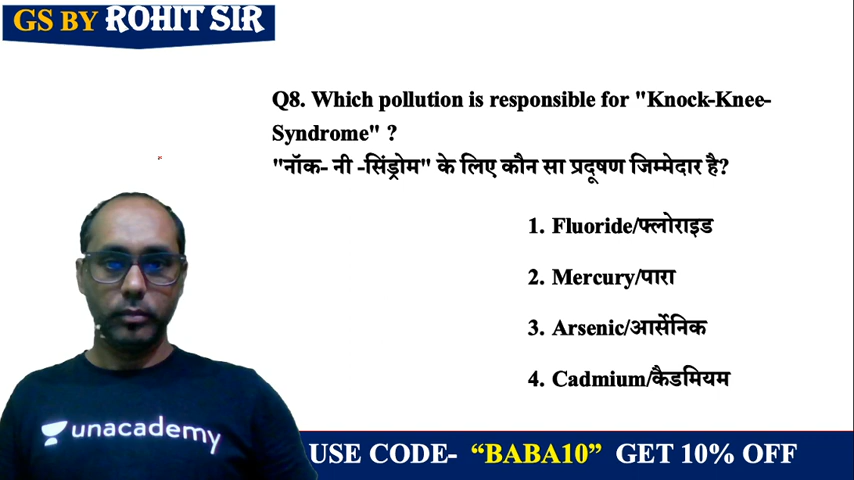 GS BY ROHIT SIR
Q8. Which pollution is responsible for "Knock-Knee-
Syndrome" ?
"नॉक- नी -सिंड्रोम" के लिए कौन सा प्रदूषण जिम्मेदार है?
1. Fluoride/फ्लोराइड
2. Mercury/पारा
3. Arsenic/आर्सेनिक
4. Cadmium/कैडमियम
unacademy
USE CODE- “BABA10” GET 10% OFF